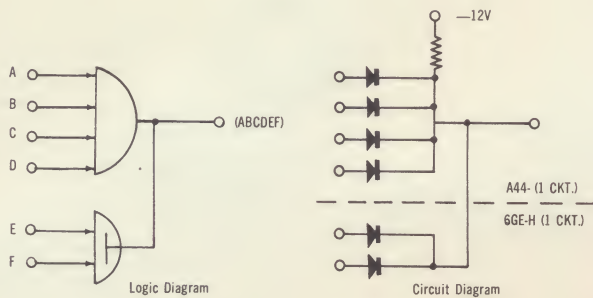 —12V
A
B
C
D
(ABCDEF)
E
F
A44- (1 CKT.)
6GE-H (1 CKT.)
Logic Diagram
Circuit Diagram